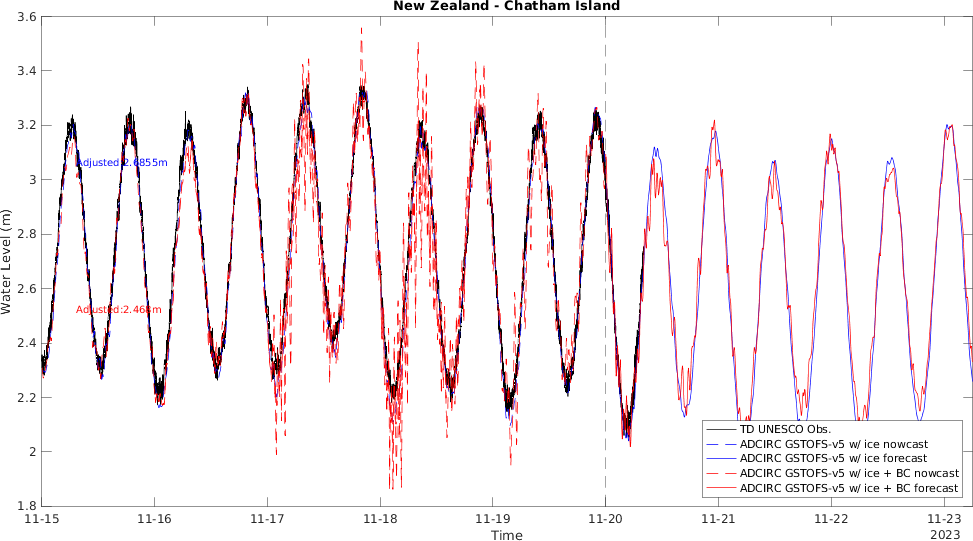 New Zealand - Chatham Island
3.6
3.4
3.2
3
2.8
2.6
2.4
2.2
2
1.8
Water Level (m)
Adjusted:2.6855m
Adjusted:2.468m
TD UNESCO Obs.
ADCIRC GSTOFS-v5 w/ ice nowcast
ADCIRC GSTOFS-v5 w/ ice forecast
ADCIRC GSTOFS-v5 w/ ice + BC nowcast
ADCIRC GSTOFS-v5 w/ ice + BC forecast
11-15 11-16 11-17 11-18 11-19 11-20 11-21 11-22 11-23
2023
Time